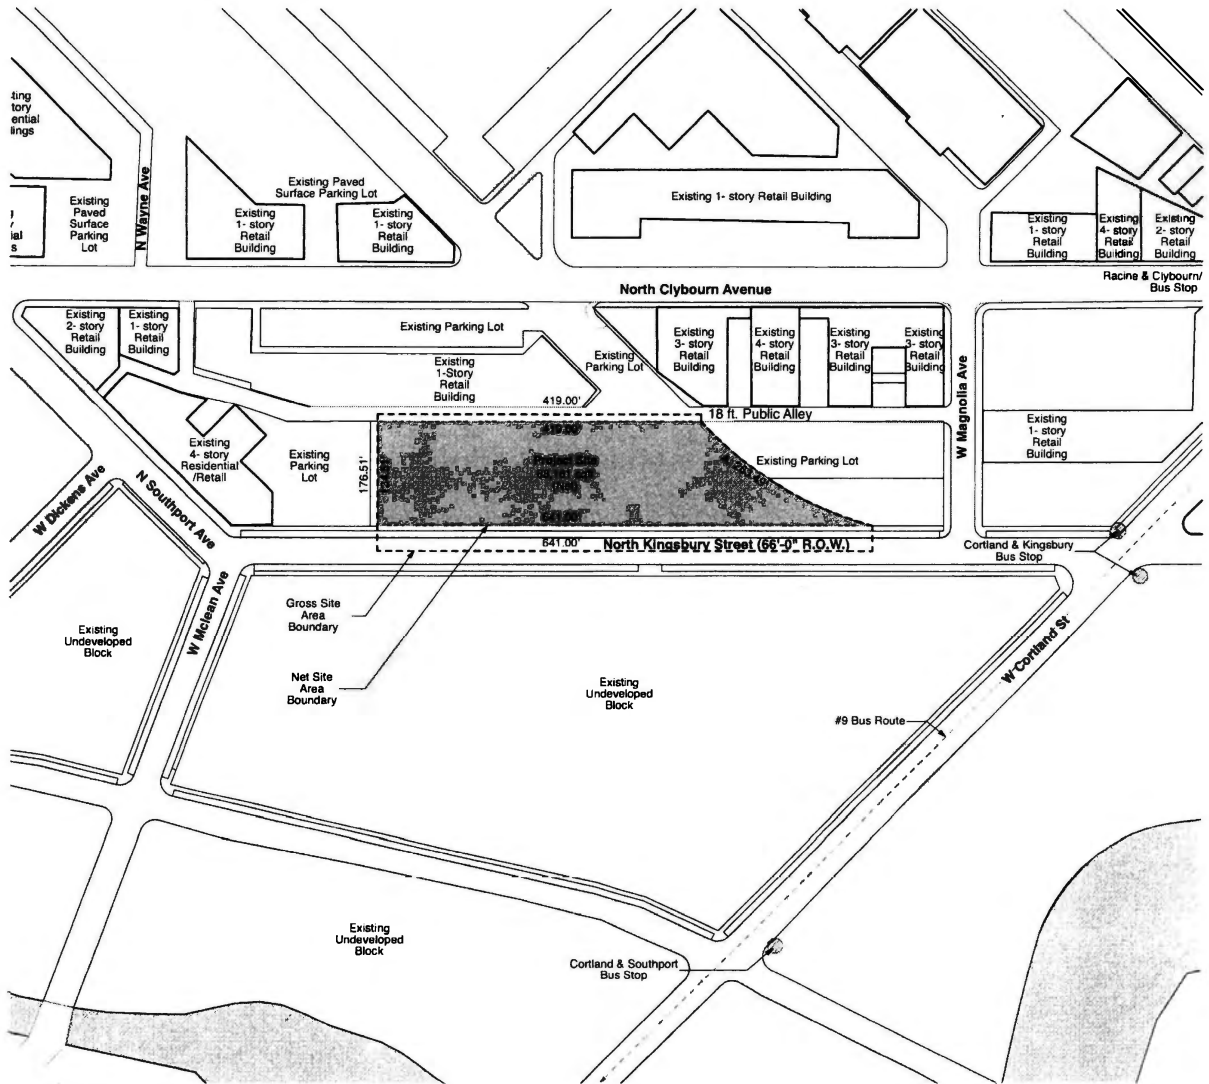 N Wayne Ave
Existing
Paved
Surface
Parking
Lot
Existing Paved
Surface Parking Lot
Existing
1- story
Retail
Building
Existing
1- story
Retail
Building
Existing 1- story Retail Building
Existing
1- story
Retail
Building
Existing
4- story
Retail
Building
Existing
2- story
Retail
Building
Racine & Clybourn/
Bus Stop
North Clybourn Avenue
Existing
2- story
Retail
Building
Existing
1- story
Retail
Building
Existing Parking Lot
Existing
1-Story
Retail
Building
Existing
Parking Lot
Existing
3- story
Retail
Building
Existing
4- story
Retail
Building
Existing
3- story
Retail
Building
Existing
3- story
Retail
Building
W Magnolia Ave
419.00'
18 ft. Public Alley
419.00'
Existing
4- story
Residential
/Retail
Existing
Parking
Lot
176.51'
Project Site
Existing Parking Lot
Existing
1- story
Retail
Building
641.00'
641.00'
North Kingsbury Street (66'-0" R.O.W.)
W Dickens Ave
N Southport Ave
W Mclean Ave
Cortland & Kingsbury
Bus Stop
Gross Site
Area
Boundary
Existing
Undeveloped
Block
Net Site
Area
Boundary
Existing
Undeveloped
Block
W Cortland St
#9 Bus Route
Existing
Undeveloped
Block
Cortland & Southport
Bus Stop